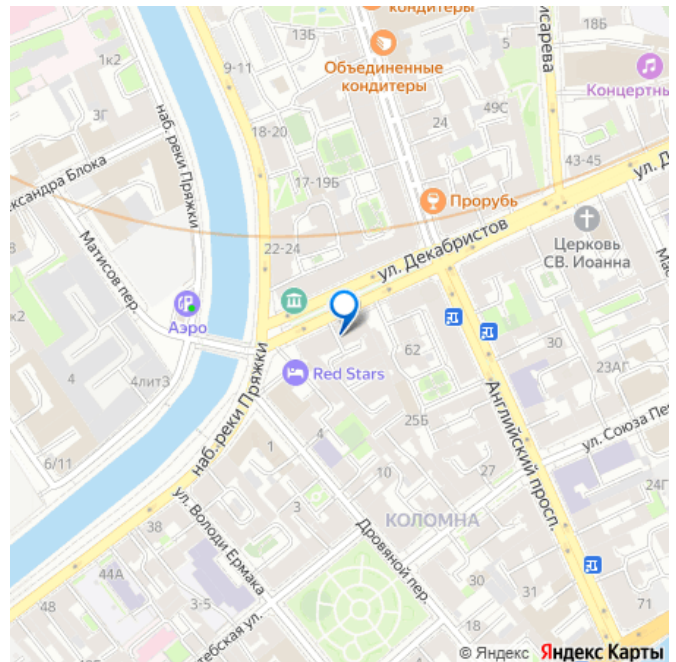 кондитеры
13Б
18Б
1к2
9-11
5
Объединенные
кондитеры
Концертны
исарева
3Г
наб. реки Пряжки
49С
24
18-20
ександра Блока
17-19Б
43-45
Прорубь
ул. Д
ул. Декабристов
Церковь
СВ. Иоанна
Мас
Матисов пер.
22-24
к2
Аэро
62
30
23АГ
4
4лит3
Red Stars
наб. реки Пряжки
Английский просп.
25Б
ул. Союза Пе
4
1
6/11
10
27
24Г
3
КОЛОМНА
38
ул. Володи Ермака
Дровяной пер.
44А
30
31
3-5
48
тебская ул.
18
71
© Яндекс Яндекс Карты